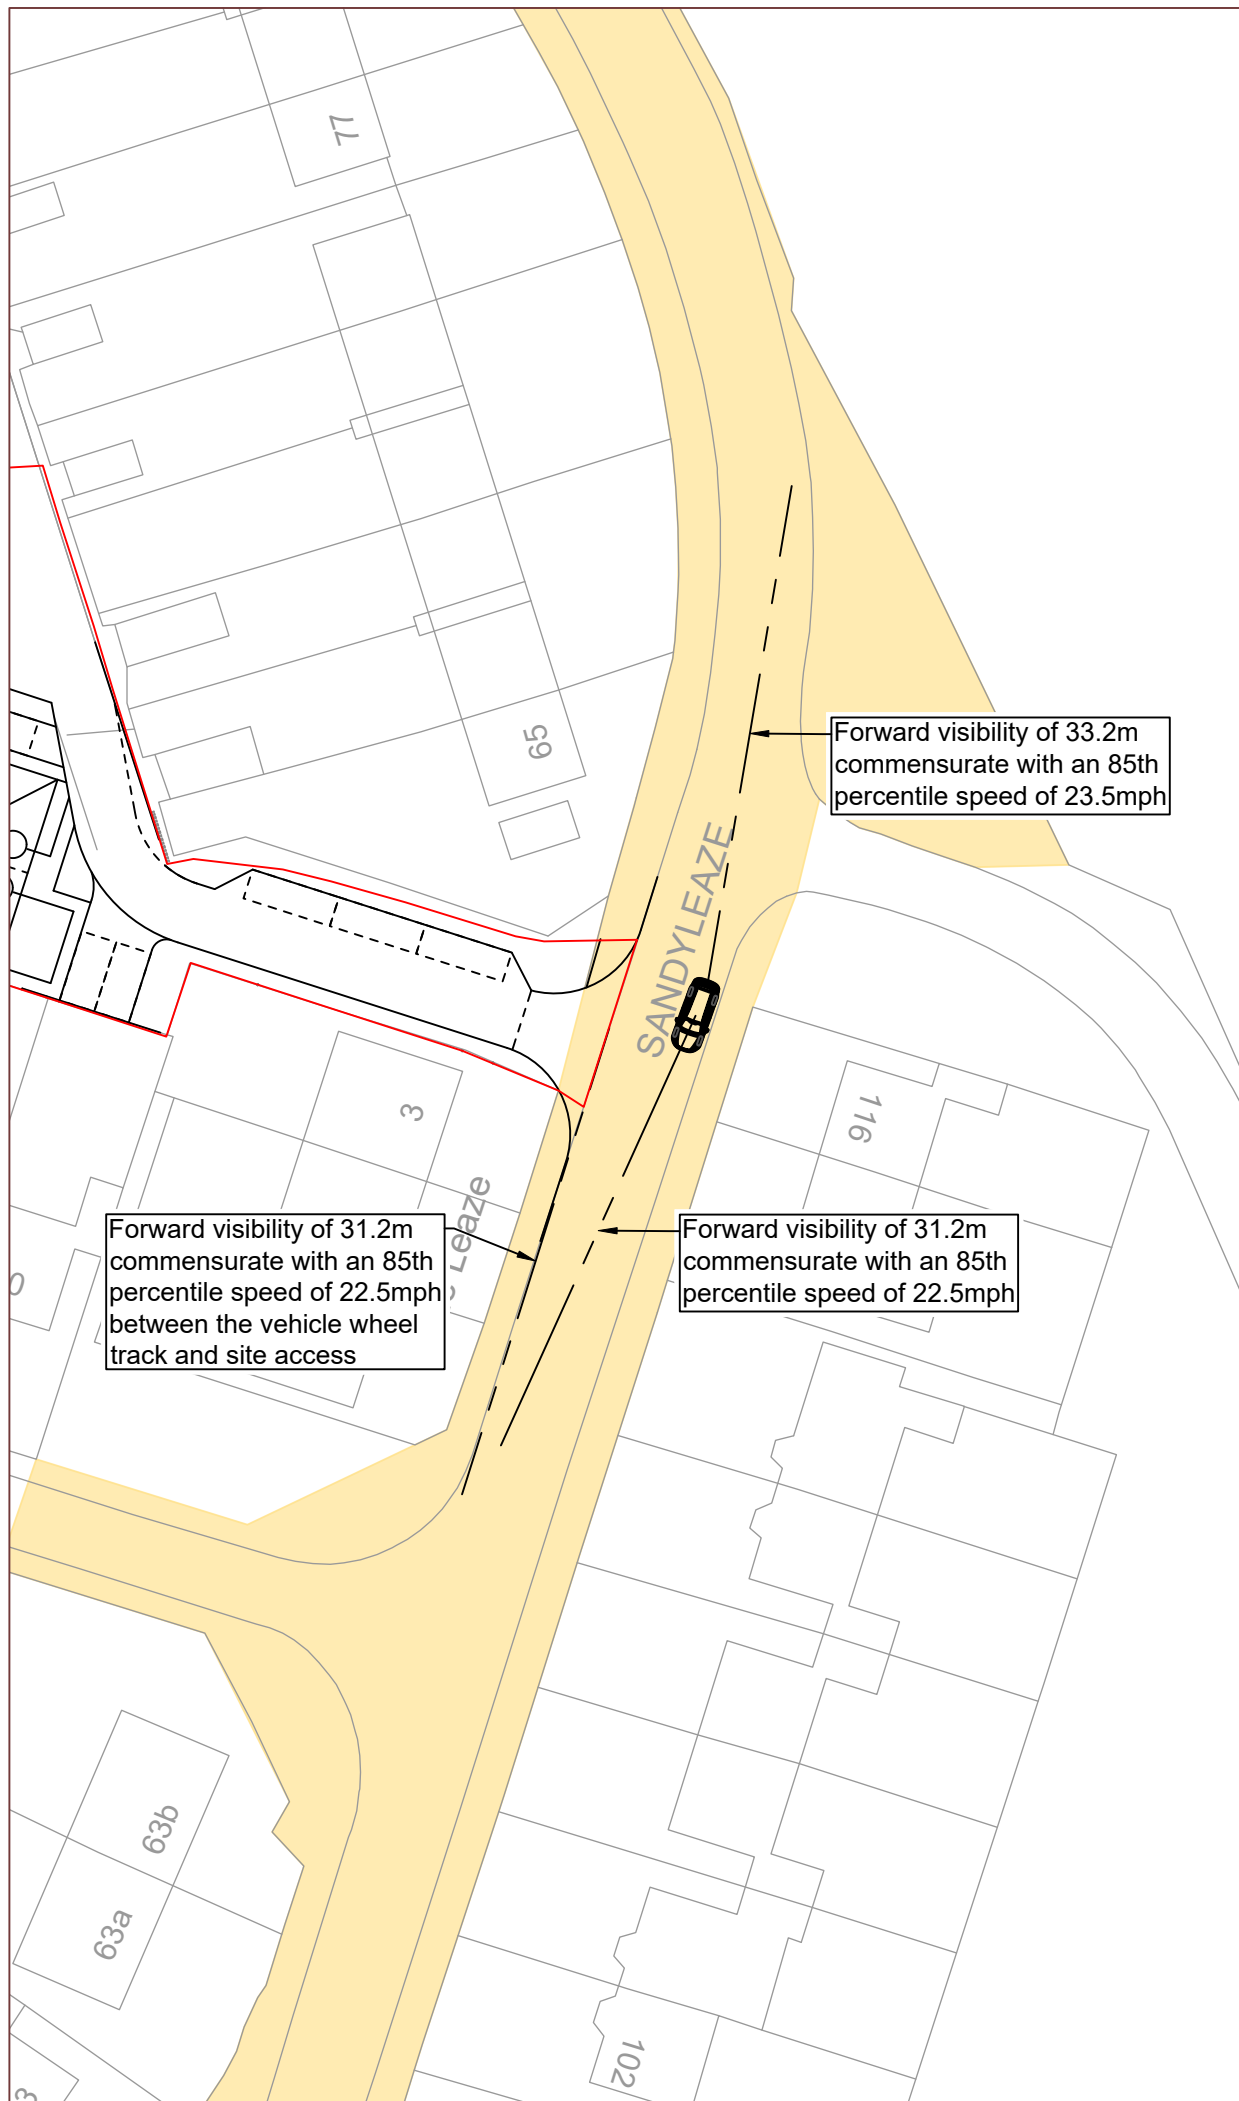 77
65
Forward visibility of 33.2m
commensurate with an 85th
percentile speed of 23.5mph
SANDYLEAZE
3
116
Leaze
Forward visibility of 31.2m
commensurate with an 85th
percentile speed of 22.5mph
between the vehicle wheel
track and site access
Forward visibility of 31.2m
commensurate with an 85th
percentile speed of 22.5mph
0
63b
63a
102
3